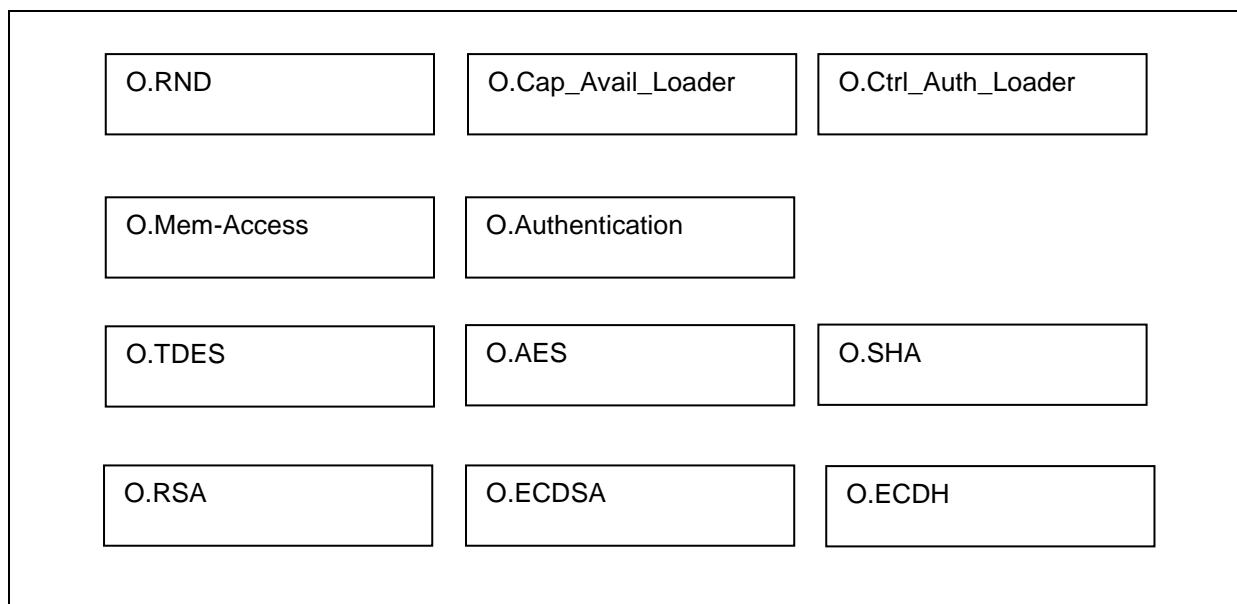 O.RND
O.Cap_Avail_Loader
O.Ctrl_Auth_Loader
O.Mem-Access
O.Authentication
O.TDES
O.AES
O.SHA
O.RSA
O.ECDSA
O.ECDH